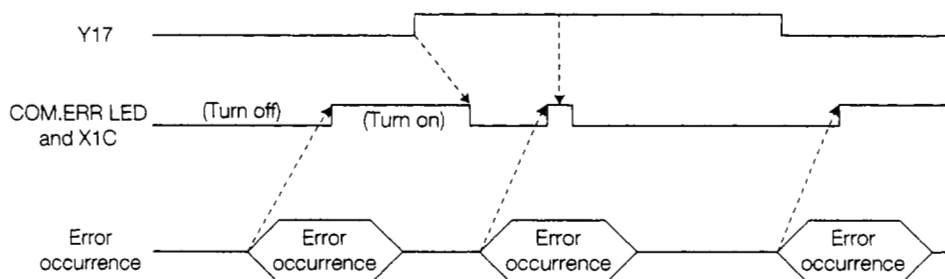 Y17
COM.ERR LED
and X1C
(Turn off)
(Turn on)
Error
occurrence
Error
occurrence
Error
occurrence
Error
occurrence